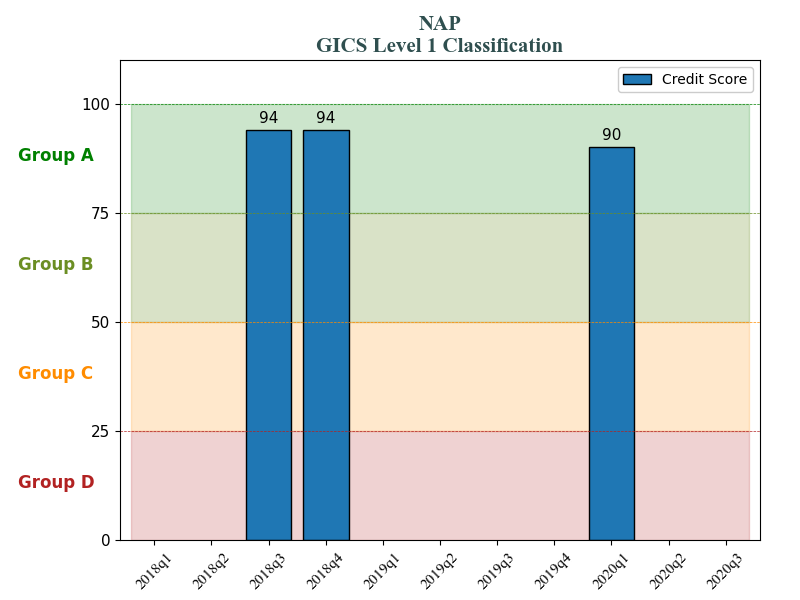 NAP
GICS Level 1 Classification
Credit Score
100
94
94
90
Group A
75
Group B
50
Group C
25
Group D
0
2018q1 2018q2 2018q3 2018q4 2019q1 2019q2 2019q3 2019q4 2020q1 2020q2 2020q3